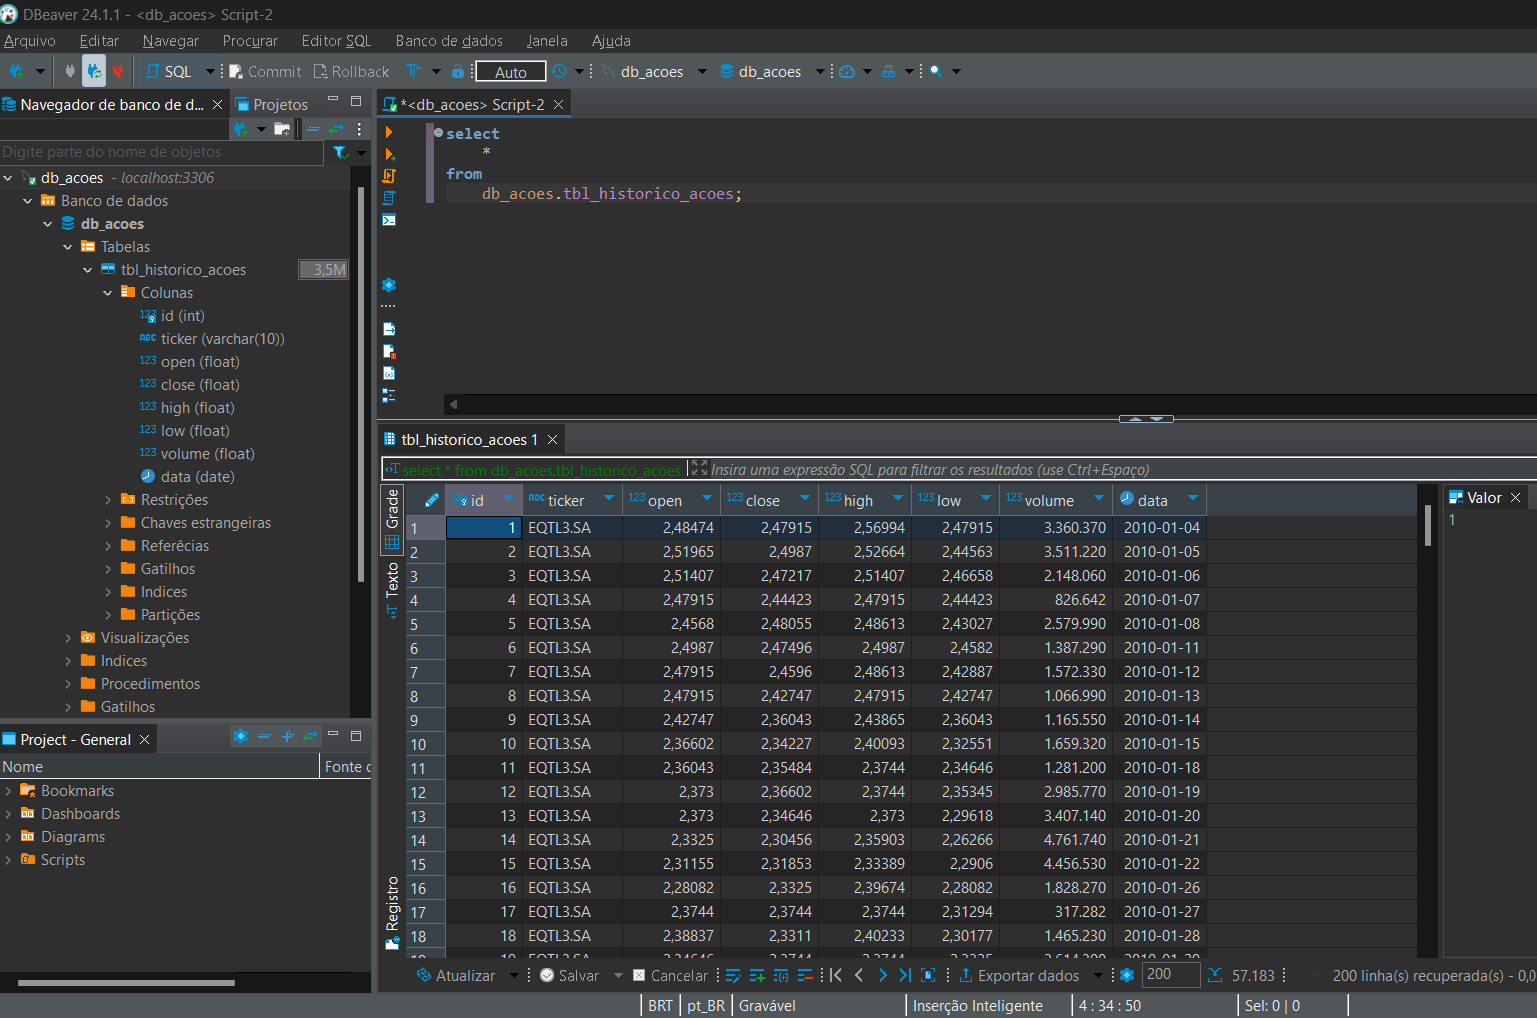 DBeaver 24.1.1 - <db_acoes> Script-2
Arquivo Editar Navegar Procurar Editor SQL Banco de dados Janela Ajuda
SQL Commit Rollback Auto db_acoes db_acoes
Navegador de banco de d... Projetos
Digite parte do nome de objetos
db_acoes - localhost:3306
Banco de dados
db_acoes
Tabelas
tbl_historico_acoes 3,5M
Colunas
123 id (int)
ABC ticker (varchar(10))
123 open (float)
123 close (float)
123 high (float)
123 low (float)
123 volume (float)
data (date)
Restrições
Chaves estrangeiras
Referêcias
Gatilhos
Indices
Partições
Visualizações
Indices
Procedimentos
Gatilhos
Project - General
Nome Fonte d
Bookmarks
Dashboards
Diagrams
Scripts
*<db_acoes> Script-2
select
*
from
db_acoes.tbl_historico_acoes;
tbl_historico_acoes 1
select * from db_acoes.tbl_historico_acoes Insira uma expressão SQL para filtrar os resultados (use Ctrl+Espaço)
Grade
Texto
Registro
123 id ABC ticker 123 open 123 close 123 high 123 low 123 volume data
1 1 EQTL3.SA 2,48474 2,47915 2,56994 2,47915 3.360.370 2010-01-04
2 2 EQTL3.SA 2,51965 2,4987 2,52664 2,44563 3.511.220 2010-01-05
3 3 EQTL3.SA 2,51407 2,47217 2,51407 2,46658 2.148.060 2010-01-06
4 4 EQTL3.SA 2,47915 2,44423 2,47915 2,44423 826.642 2010-01-07
5 5 EQTL3.SA 2,4568 2,48055 2,48613 2,43027 2.579.990 2010-01-08
6 6 EQTL3.SA 2,4987 2,47496 2,4987 2,4582 1.387.290 2010-01-11
7 7 EQTL3.SA 2,47915 2,4596 2,48613 2,42887 1.572.330 2010-01-12
8 8 EQTL3.SA 2,47915 2,42747 2,47915 2,42747 1.066.990 2010-01-13
9 9 EQTL3.SA 2,42747 2,36043 2,43865 2,36043 1.165.550 2010-01-14
10 10 EQTL3.SA 2,36602 2,34227 2,40093 2,32551 1.659.320 2010-01-15
11 11 EQTL3.SA 2,36043 2,35484 2,3744 2,34646 1.281.200 2010-01-18
12 12 EQTL3.SA 2,373 2,36602 2,3744 2,35345 2.985.770 2010-01-19
13 13 EQTL3.SA 2,373 2,34646 2,373 2,29618 3.407.140 2010-01-20
14 14 EQTL3.SA 2,3325 2,30456 2,35903 2,26266 4.761.740 2010-01-21
15 15 EQTL3.SA 2,31155 2,31853 2,33389 2,2906 4.456.530 2010-01-22
16 16 EQTL3.SA 2,28082 2,3325 2,39674 2,28082 1.828.270 2010-01-26
17 17 EQTL3.SA 2,3744 2,3744 2,3744 2,31294 317.282 2010-01-27
18 18 EQTL3.SA 2,38837 2,3311 2,40233 2,30177 1.465.230 2010-01-28
Valor
1
Atualizar Salvar Cancelar Exportar dados 200 57.183 200 linha(s) recuperada(s) - 0,0
BRT pt_BR Gravável Inserção Inteligente 4 : 34 : 50 Sel: 0 | 0